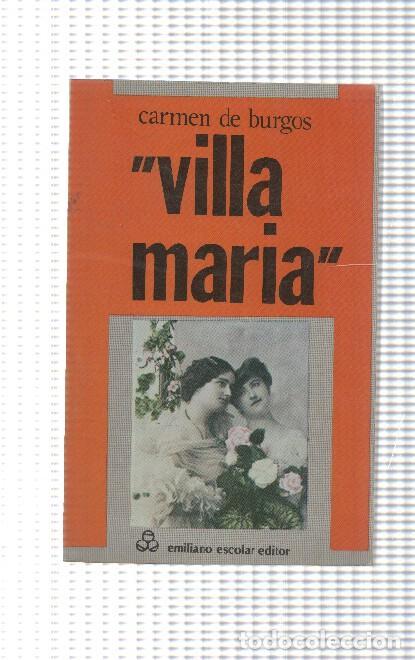 carmen de burgos
"villa
maria"
emiliano escolar editor
todocoleccion